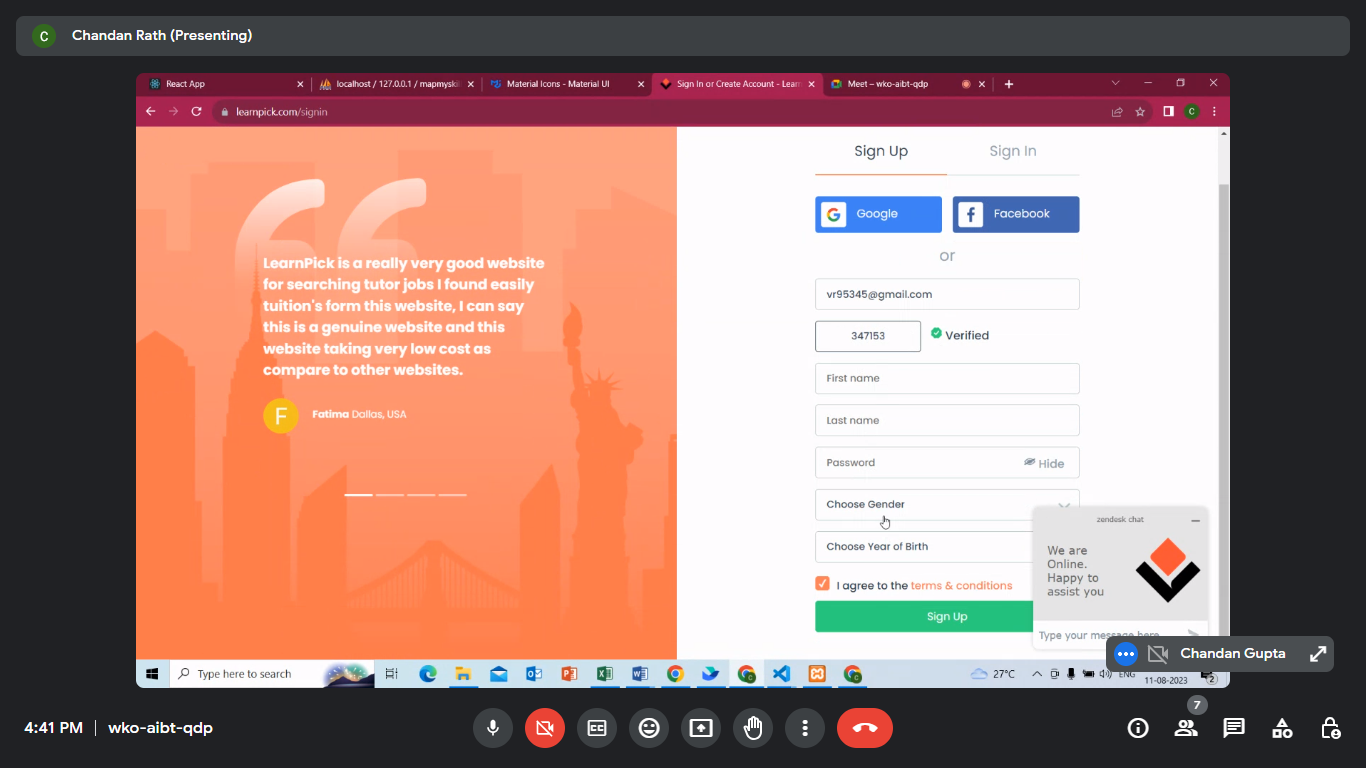 C Chandan Rath (Presenting)
React App
localhost / 127.0.0.1 / mapmyski
Material Icons - Material UI
Sign In or Create Account - Lear
Meet – wko-aibt-qdp
learnpick.com/signin
C
LearnPick is a really very good website
for searching tutor jobs I found easily
tuition's form this website, I can say
this is a genuine website and this
website taking very low cost as
compare to other websites.
F
Fatima Dallas, USA
Sign Up
Sign In
Google
Facebook
or
vr95345@gmail.com
347153
Verified
First name
Last name
Password
Hide
Choose Gender
Choose Year of Birth
I agree to the terms & conditions
Sign Up
zendesk chat
We are
Online.
Happy to
assist you
Type your message here
Chandan Gupta
Type here to search
27°C
ENG
11-08-2023
2
4:41 PM | wko-aibt-qdp
7